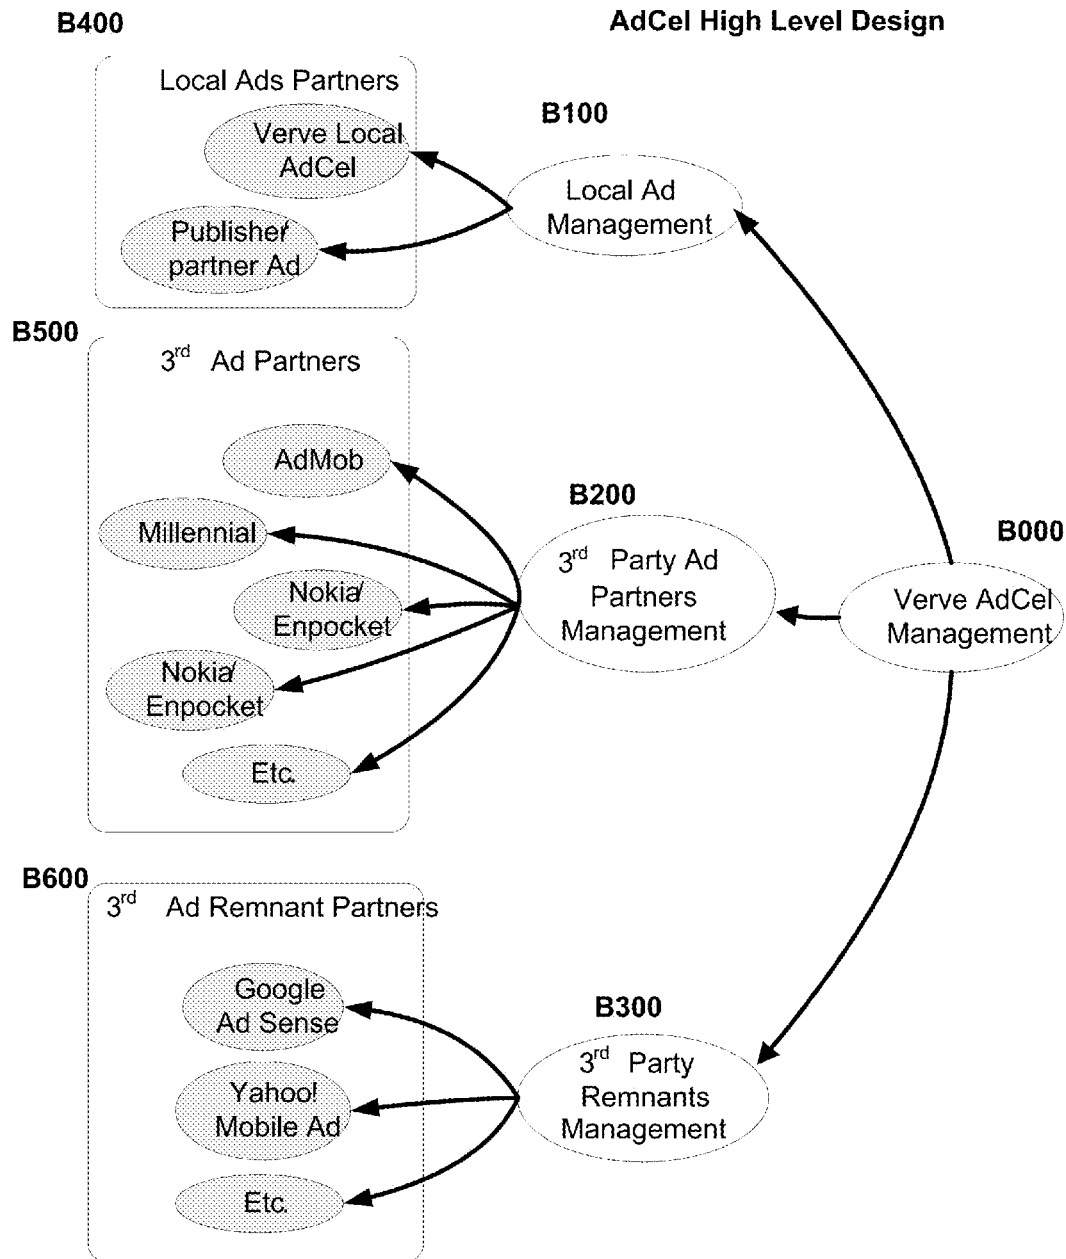 B400
AdCel High Level Design
Local Ads Partners
Verve Local
AdCel
Publisher/
partner Ad
B100
Local Ad
Management
B500
3rd Ad Partners
AdMob
Millennial
Nokia/
Enpocket
Nokia/
Enpocket
Etc.
B200
3rd Party Ad
Partners
Management
B000
Verve AdCel
Management
B600
3rd Ad Remnant Partners
Google
Ad Sense
Yahoo!
Mobile Ad
Etc.
B300
3rd Party
Remnants
Management